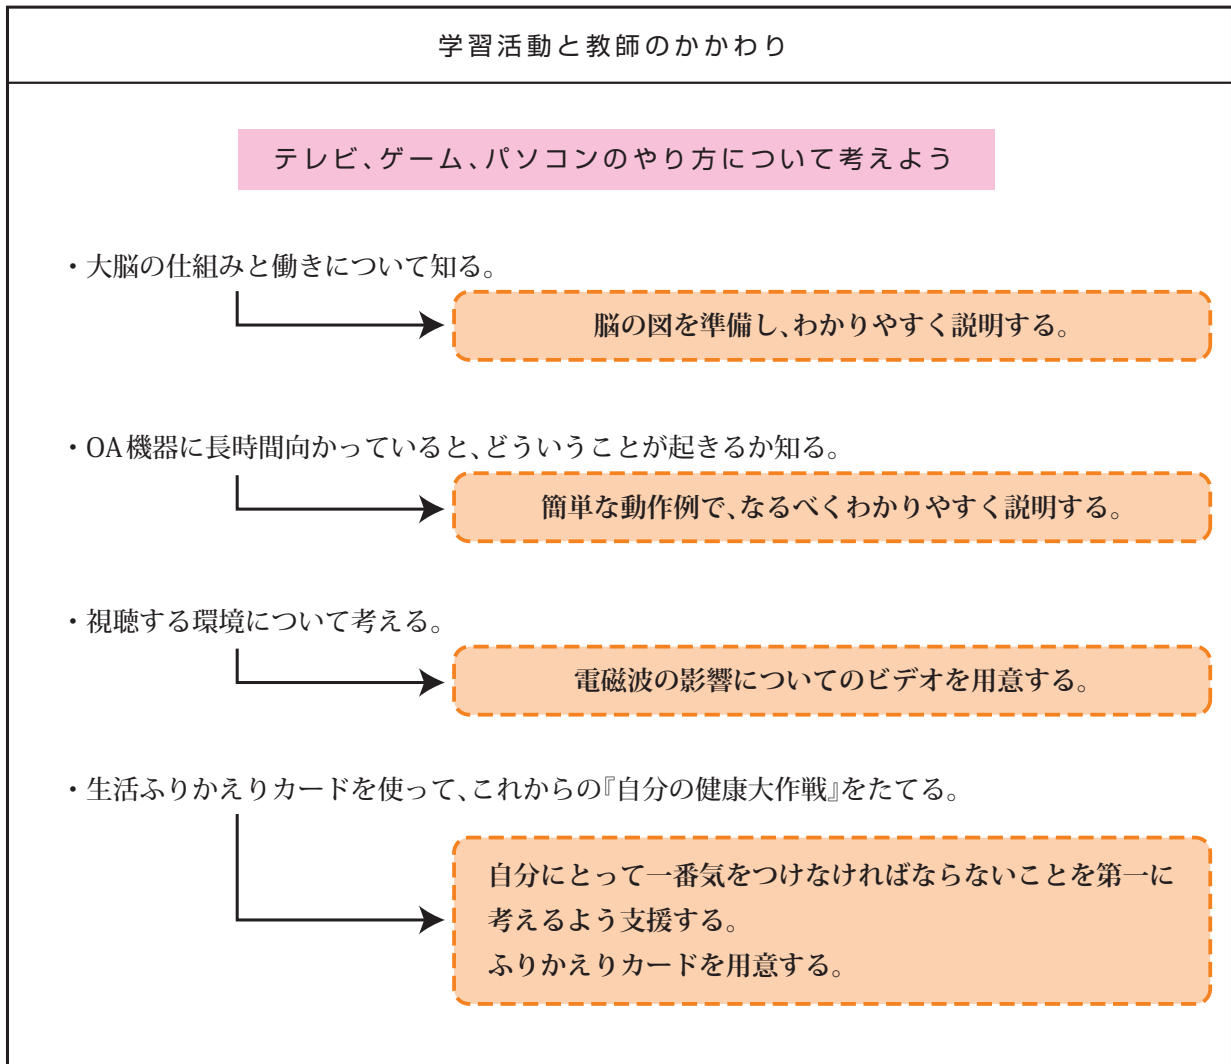 学習活動と教師のかかわり
テレビ、ゲーム、パソコンのやり方について考えよう
・大脳の仕組みと働きについて知る。
脳の図を準備し、わかりやすく説明する。
・OA機器に長時間向かっていると、どういうことが起きるか知る。
簡単な動作例で、なるべくわかりやすく説明する。
・視聴する環境について考える。
電磁波の影響についてのビデオを用意する。
・生活ふりかえりカードを使って、これからの『自分の健康大作戦』をたてる。
自分にとって一番気をつけなければならないことを第一に
考えるよう支援する。
ふりかえりカードを用意する。